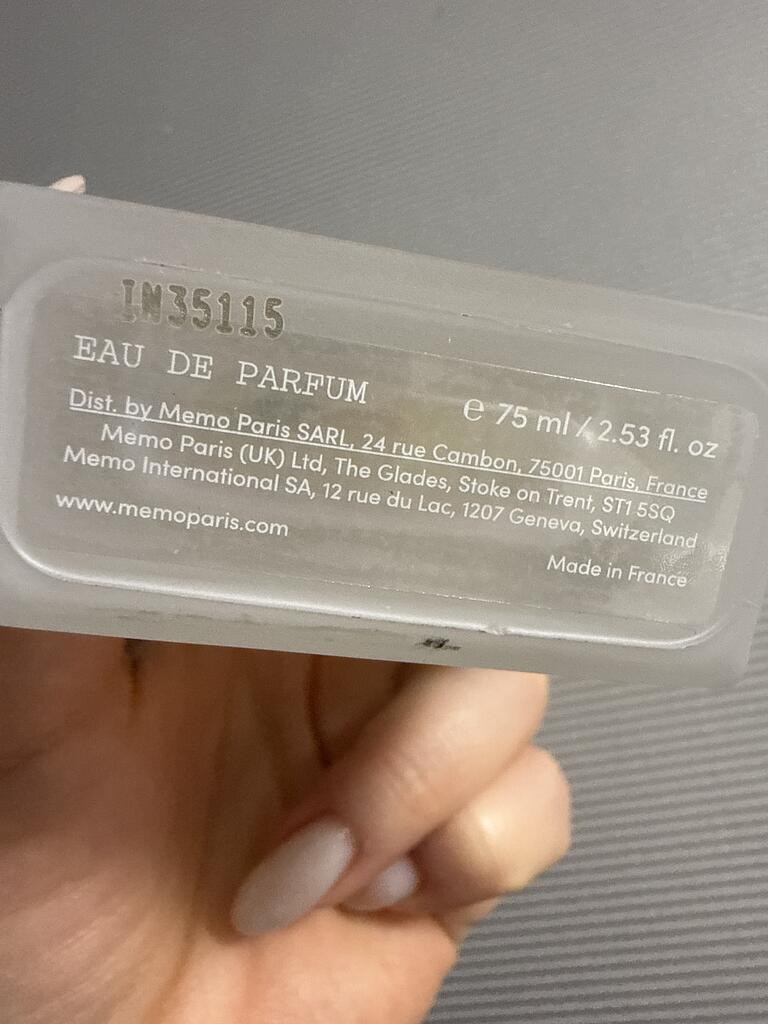 IN35115
EAU DE PARFUM
℮ 75 ml / 2.53 fl. oz
Dist. by Memo Paris SARL, 24 rue Cambon, 75001 Paris, France
Memo Paris (UK) Ltd, The Glades, Stoke on Trent, ST1 5SQ
Memo International SA, 12 rue du Lac, 1207 Geneva, Switzerland
www.memoparis.com
Made in France